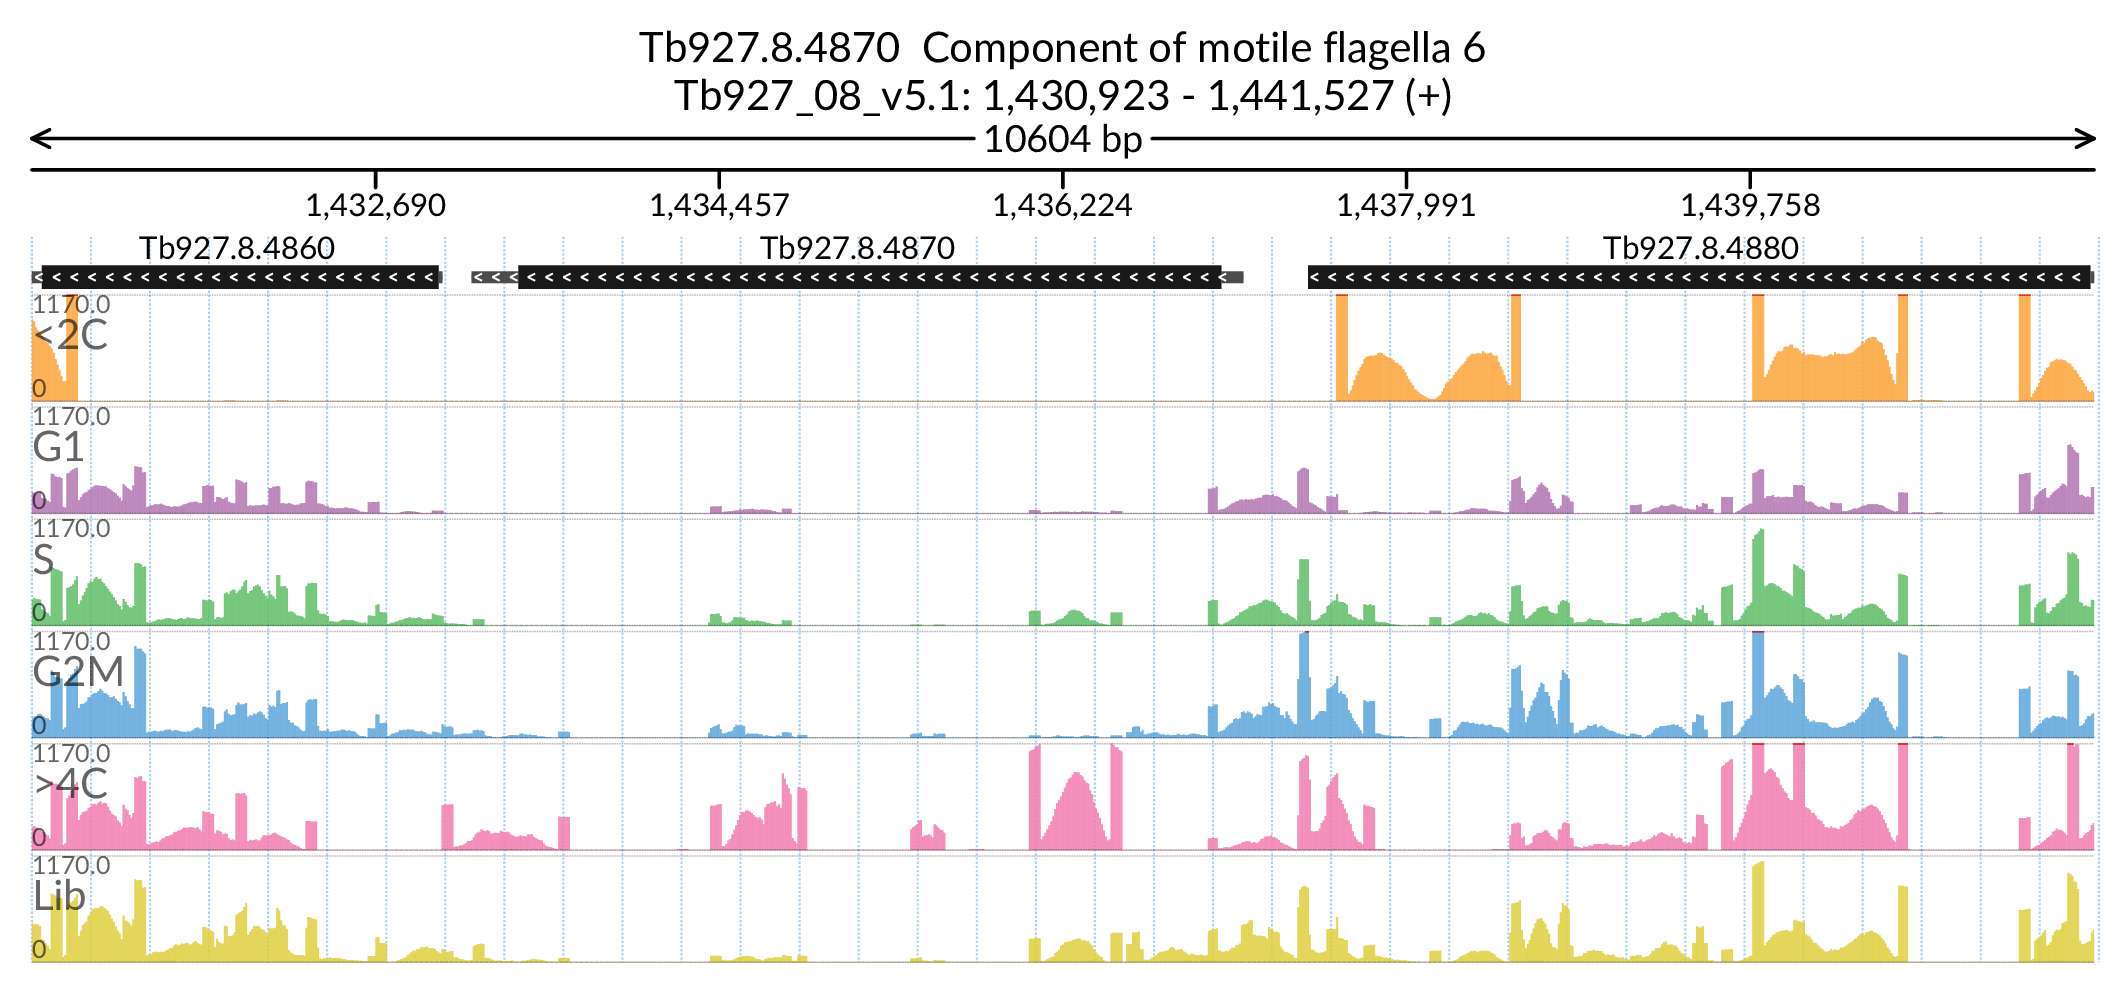 Tb927.8.4870  Component of motile flagella 6
Tb927_08_v5.1: 1,430,923 - 1,441,527 (+)
10604 bp
1,432,690 1,434,457 1,436,224 1,437,991 1,439,758
Tb927.8.4860 Tb927.8.4870 Tb927.8.4880
1170.0
<2C
0
1170.0
G1
0
1170.0
S
0
1170.0
G2M
0
1170.0
>4C
0
1170.0
Lib
0